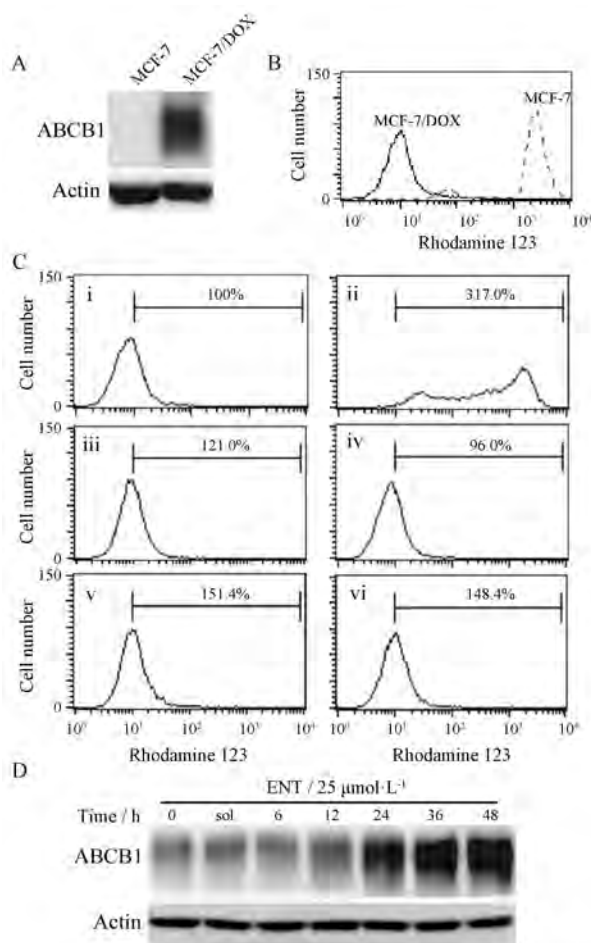 A
MCF-7
MCF-7/DOX
ABCB1
Actin
B
150
Cell number
0
MCF-7/DOX
MCF-7
10⁰ 10¹ 10² 10³ 10⁴
Rhodamine 123
C
150
Cell number
0
i
100%
ii
317.0%
150
Cell number
0
iii
121.0%
iv
96.0%
150
Cell number
0
v
151.4%
vi
148.4%
10⁰ 10¹ 10² 10³ 10⁴
10⁰ 10¹ 10² 10³ 10⁴
Rhodamine 123
Rhodamine 123
D
ENT / 25 μmol·L⁻¹
Time / h 0 sol 6 12 24 36 48
ABCB1
Actin